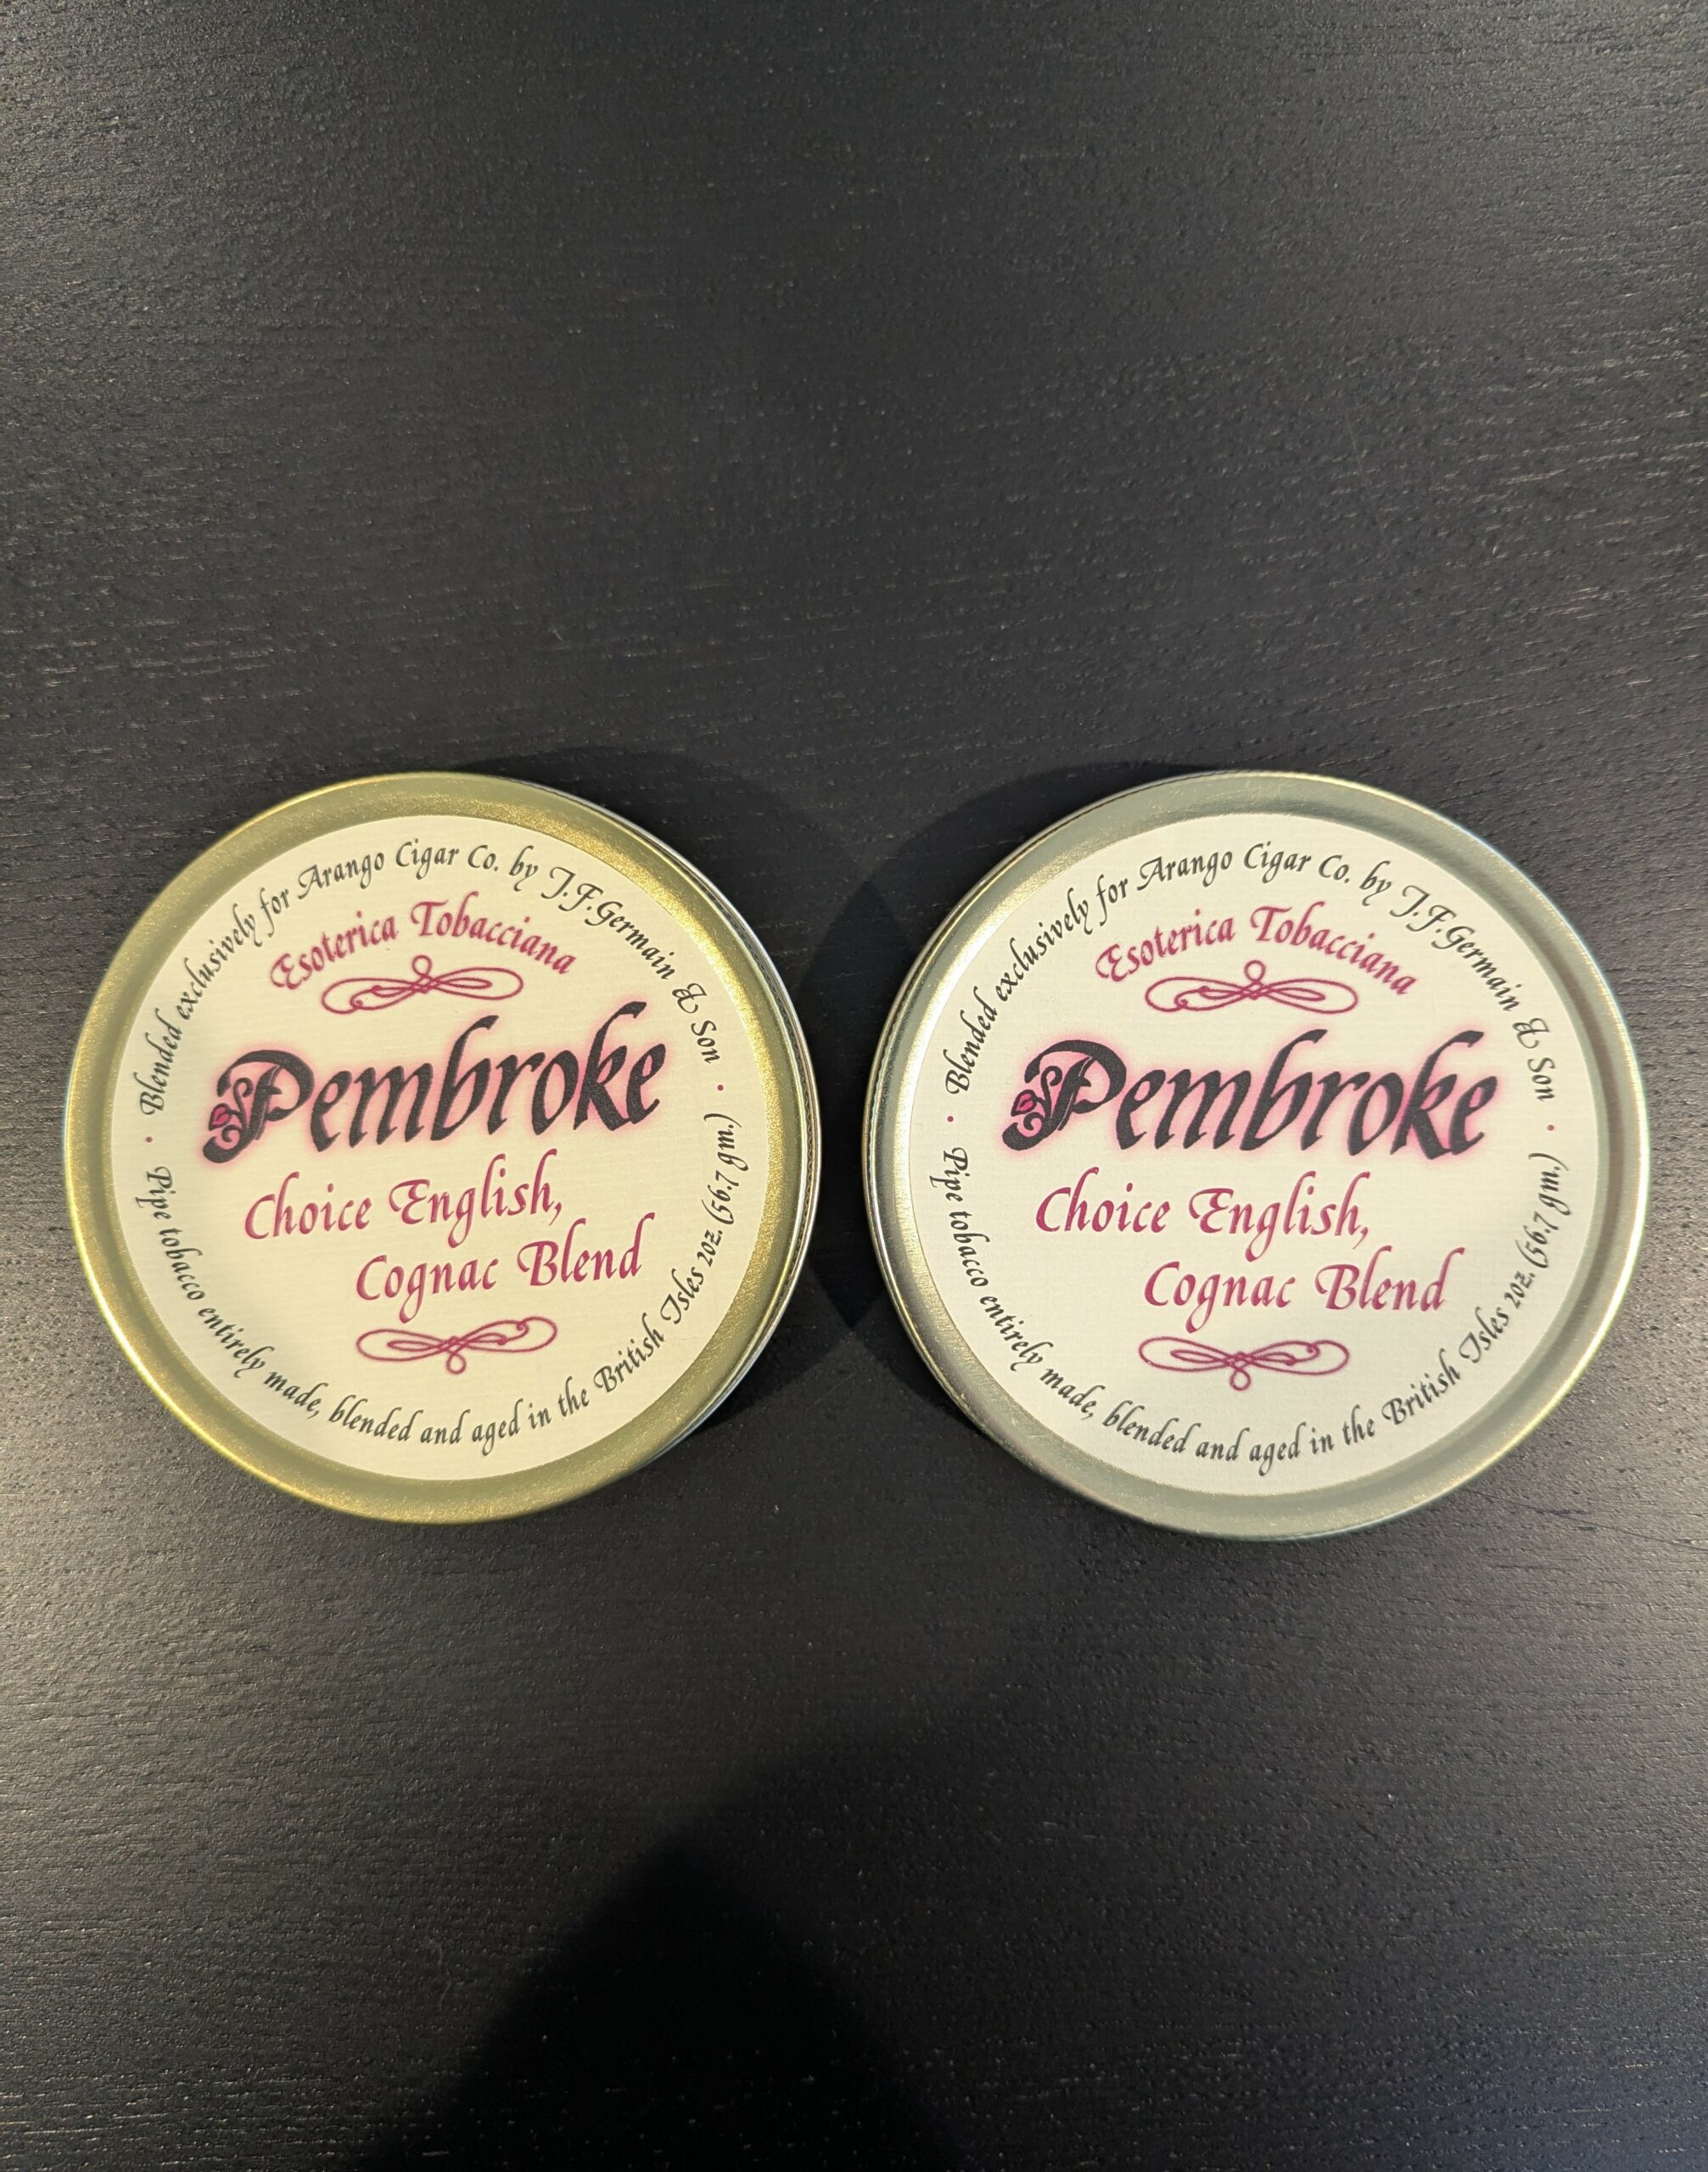 Blended exclusively for Arango Cigar Co. by J.F. Germain & Son
Esoterica Tobacciana
Pembroke
Choice English,
Cognac Blend
Pipe tobacco entirely made, blended and aged in the British Isles 2oz. (56.7 gm.)
Blended exclusively for Arango Cigar Co. by J.F. Germain & Son
Esoterica Tobacciana
Pembroke
Choice English,
Cognac Blend
Pipe tobacco entirely made, blended and aged in the British Isles 2oz. (56.7 gm.)